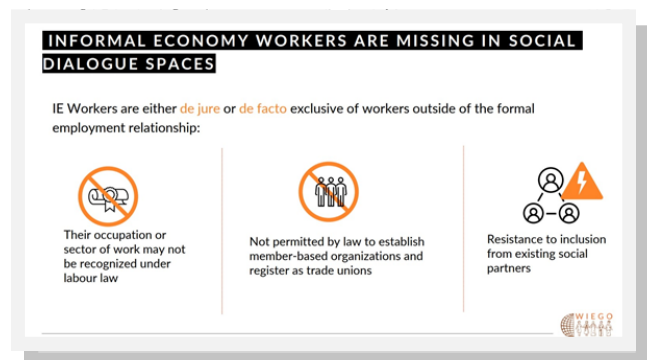 INFORMAL ECONOMY WORKERS ARE MISSING IN SOCIAL
DIALOGUE SPACES
IE Workers are either de jure or de facto exclusive of workers outside of the formal
employment relationship:
Their occupation or
sector of work may not
be recognized under
labour law
Not permitted by law to establish
member-based organizations and
register as trade unions
Resistance to inclusion
from existing social
partners
WIEGO